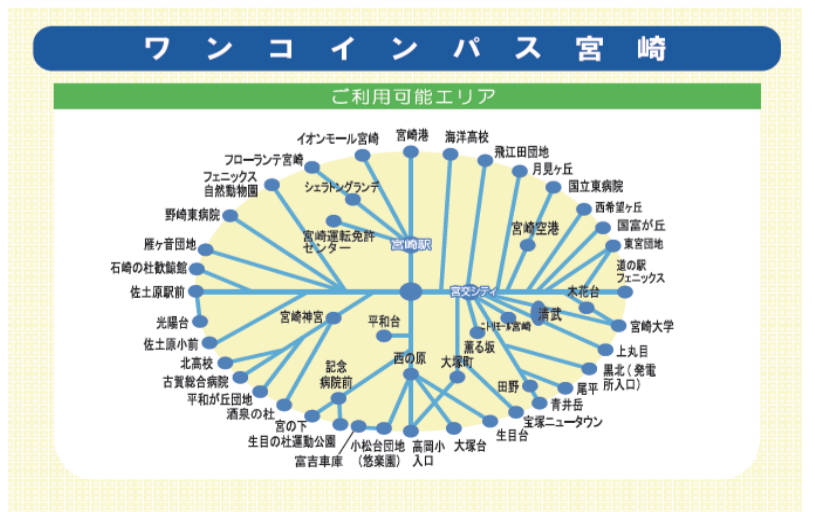 ワンコインパス宮崎
ご利用可能エリア
イオンモール宮崎
宮崎港
海洋高校
飛江田団地
月見ヶ丘
国立東病院
西希望ヶ丘
国富が丘
東宮団地
道の駅
フェニックス
フローランテ宮崎
フェニックス
自然動物園
シェラトングランデ
野崎東病院
宮崎運転免許
センター
宮崎駅
宮崎空港
雁ヶ音団地
石崎の杜歓鯨館
佐土原駅前
宮交シティ
木花台
清武
ニトリモール宮崎
宮崎大学
光陽台
宮崎神宮
平和台
薫る坂
上丸目
佐土原小前
北高校
古賀総合病院
平和が丘団地
酒泉の杜
宮の下
記念
病院前
西の原
大塚町
田野
黒北(発電
所入口)
尾平
青井岳
宝塚ニュータウン
生目台
大塚台
高岡小
入口
小松台団地
(悠楽園)
富吉車庫
生目の杜運動公園